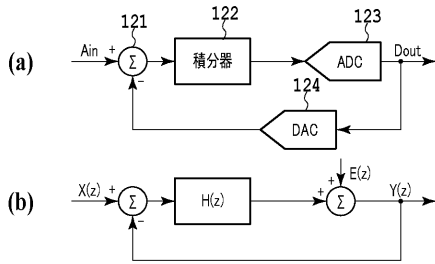 121
122
123
(a)
Ain
+
Σ
−
積分器
ADC
Dout
124
DAC
(b)
X(z)
+
Σ
−
H(z)
+
+
E(z)
Σ
Y(z)